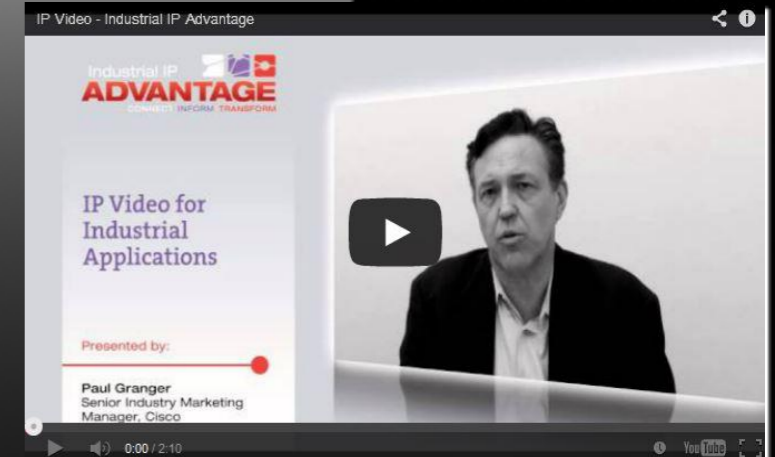 IP Video - Industrial IP Advantage
Industrial IP
ADVANTAGE
CONNECT INFORM TRANSFORM
IP Video for
Industrial
Applications
Presented by:
Paul Granger
Senior Industry Marketing
Manager, Cisco
0:00 / 2:10
YouTube